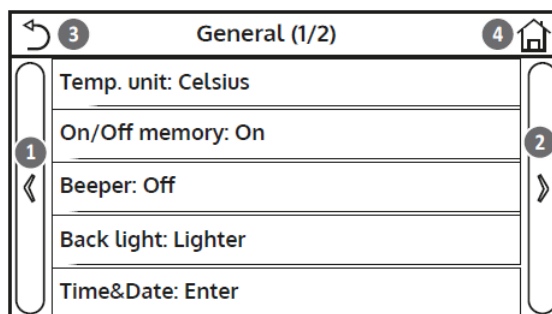 3 General (1/2) 4
Temp. unit: Celsius
On/Off memory: On
1
2
Beeper: Off
Back light: Lighter
Time&Date: Enter